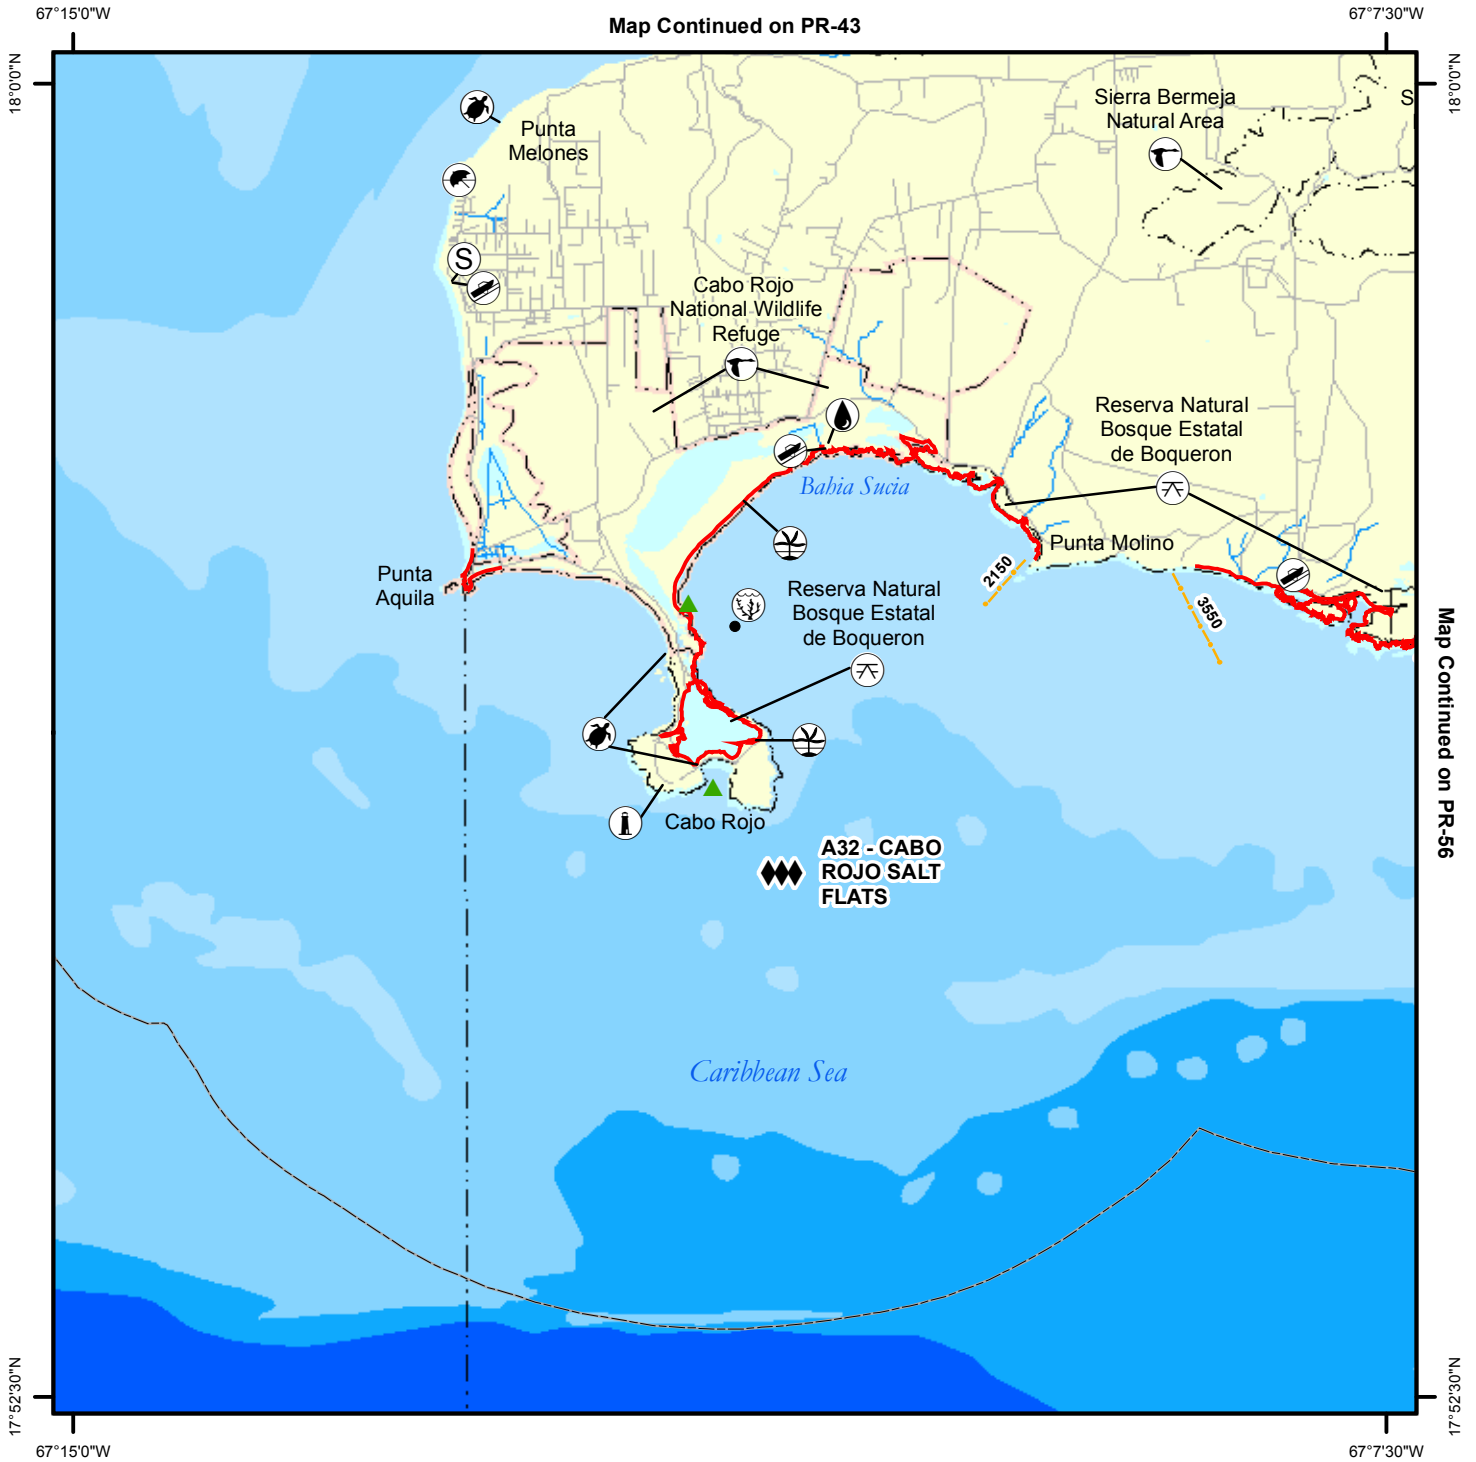 67°15'0"W
Map Continued on PR-43
67°7'30"W
18°0'0"N
18°0'0"N
Sierra Bermeja
Natural Area
S
Punta
Melones
S
Cabo Rojo
National Wildlife
Refuge
Reserva Natural
Bosque Estatal
de Boqueron
Bahia Sucia
Punta Molino
2150
3550
Punta
Aquila
Reserva Natural
Bosque Estatal
de Boqueron
Map Continued on PR-56
Cabo Rojo
A32 - CABO
ROJO SALT
FLATS
Caribbean Sea
17°52'30"N
17°52'30"N
67°15'0"W
67°7'30"W